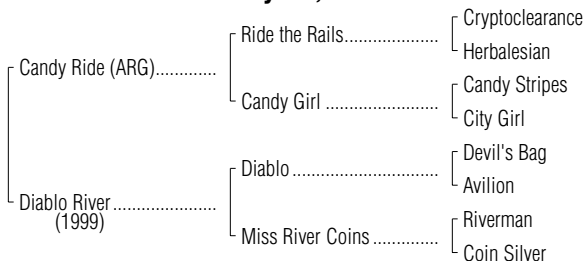 Cryptoclearance
Ride the Rails
Herbalesian
Candy Ride (ARG)
Candy Stripes
Candy Girl
City Girl
Devil's Bag
Diablo
Avilion
Diablo River
(1999)
Riverman
Miss River Coins
Coin Silver